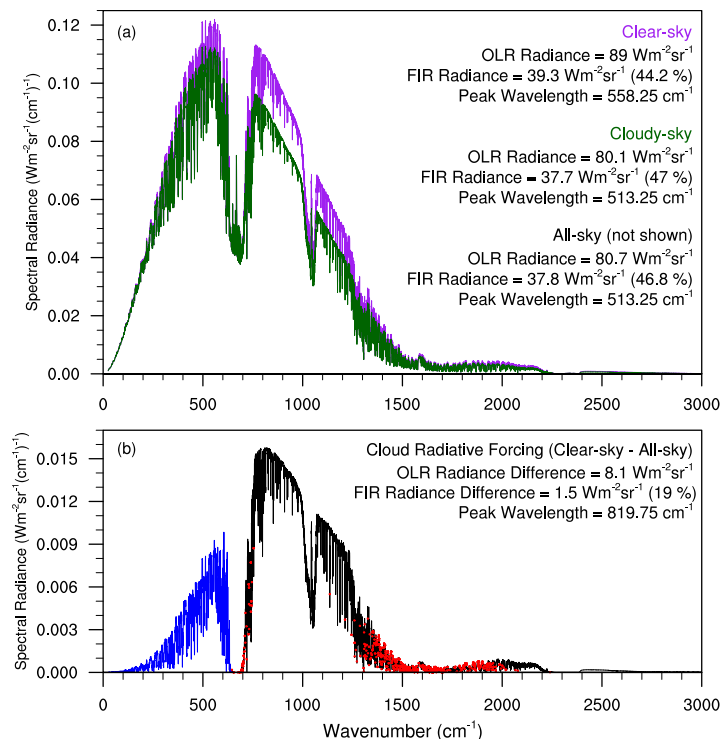 (a)
Clear-sky
OLR Radiance = 89 Wm⁻²sr⁻¹
FIR Radiance = 39.3 Wm⁻²sr⁻¹ (44.2 %)
Peak Wavelength = 558.25 cm⁻¹
Cloudy-sky
OLR Radiance = 80.1 Wm⁻²sr⁻¹
FIR Radiance = 37.7 Wm⁻²sr⁻¹ (47 %)
Peak Wavelength = 513.25 cm⁻¹
All-sky (not shown)
OLR Radiance = 80.7 Wm⁻²sr⁻¹
FIR Radiance = 37.8 Wm⁻²sr⁻¹ (46.8 %)
Peak Wavelength = 513.25 cm⁻¹
Spectral Radiance (Wm⁻²sr⁻¹(cm⁻¹)⁻¹)
0.12
0.10
0.08
0.06
0.04
0.02
0.00
0 500 1000 1500 2000 2500 3000
(b)
Cloud Radiative Forcing (Clear-sky - All-sky)
OLR Radiance Difference = 8.1 Wm⁻²sr⁻¹
FIR Radiance Difference = 1.5 Wm⁻²sr⁻¹ (19 %)
Peak Wavelength = 819.75 cm⁻¹
Spectral Radiance (Wm⁻²sr⁻¹(cm⁻¹)⁻¹)
0.015
0.012
0.009
0.006
0.003
0.000
0 500 1000 1500 2000 2500 3000
Wavenumber (cm⁻¹)